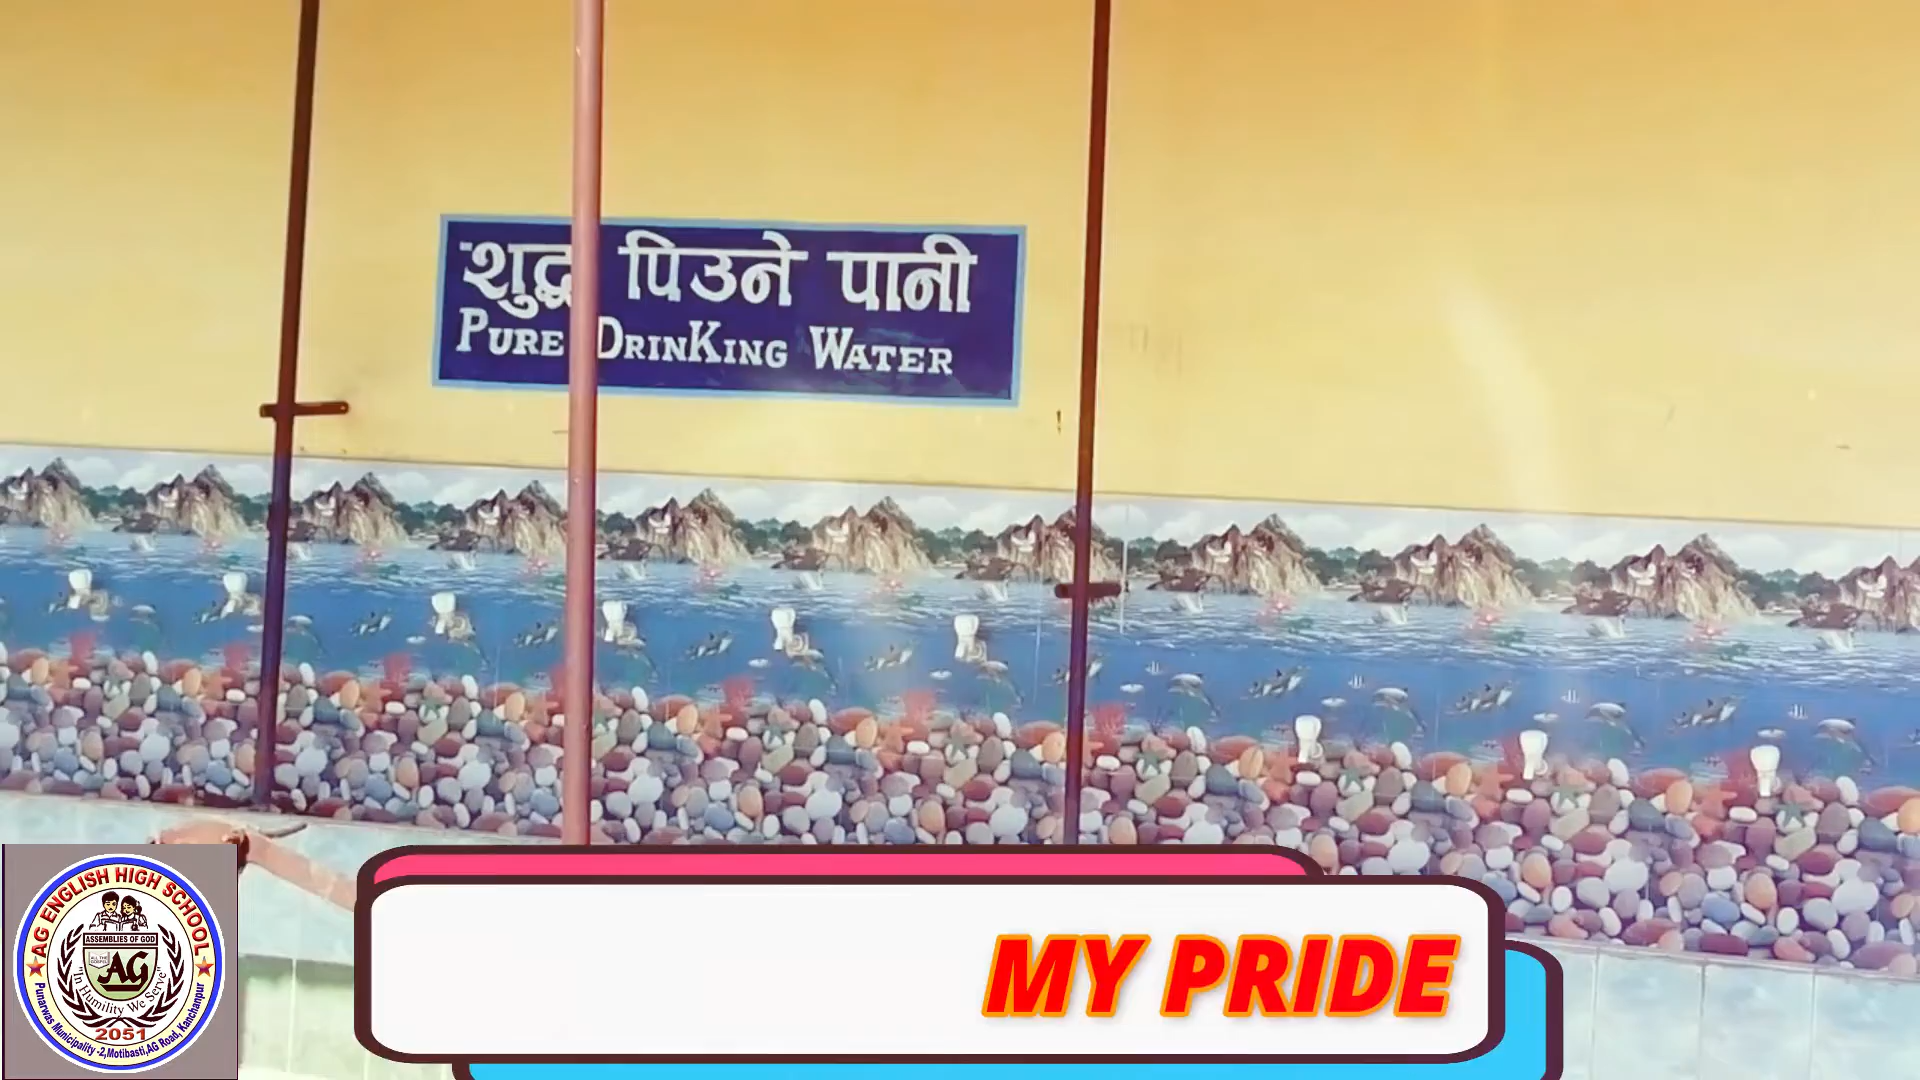 शुद्ध पिउने पानी
PURE DRINKING WATER
AG ENGLISH HIGH SCHOOL
ASSEMBLIES OF GOD
AG
"In Humility We Serve"
2051
Punarwas Municipality -2,Motibasti,AG Road, Kanchanpur
MY PRIDE